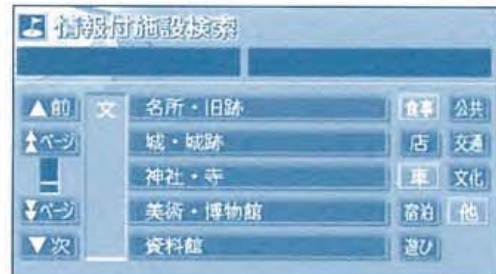 情報付施設検索
▲前 文 名所・旧跡 食事 公共
ページ 城・城跡 店 交通
神社・寺 車 文化
ページ 美術・博物館 宿泊 他
▼次 資料館 遊び